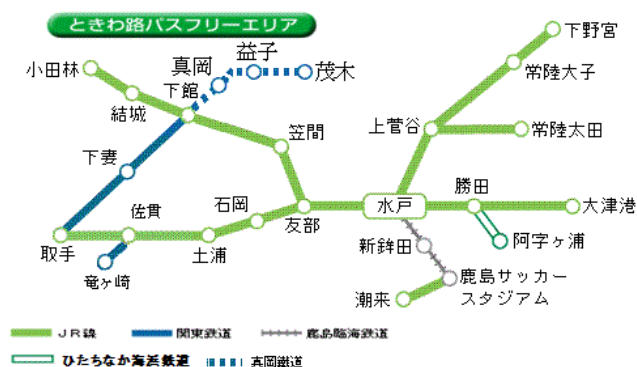 ときわ路パスフリーエリア
下野宮
益子
真岡
茂木
小田林
常陸大子
下館
結城
笠間
上菅谷
常陸太田
下妻
石岡
佐貫
水戸
勝田
大津港
取手
土浦
友部
新鉾田
阿字ヶ浦
竜ヶ崎
鹿島サッカー
スタジアム
潮来
JR線
関東鉄道
鹿島臨海鉄道
ひたちなか海浜鉄道
真岡鐵道